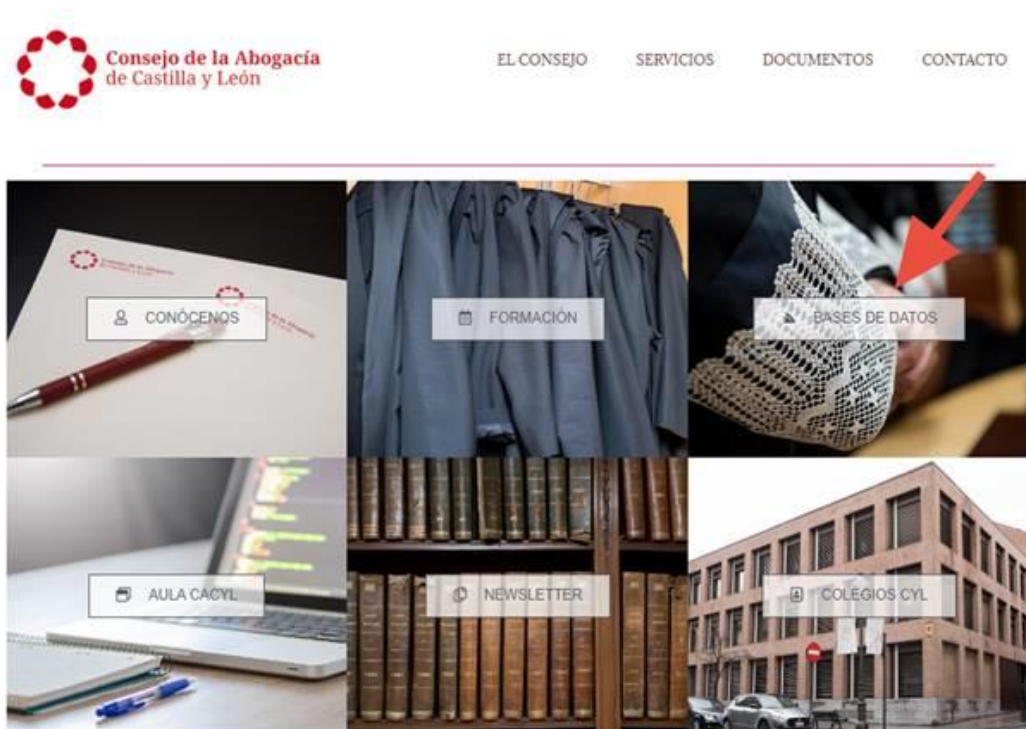 Consejo de la Abogacía
de Castilla y León
EL CONSEJO
SERVICIOS
DOCUMENTOS
CONTACTO
CONÓCENOS
FORMACIÓN
BASES DE DATOS
AULA CACYL
NEWSLETTER
COLEGIOS CYL